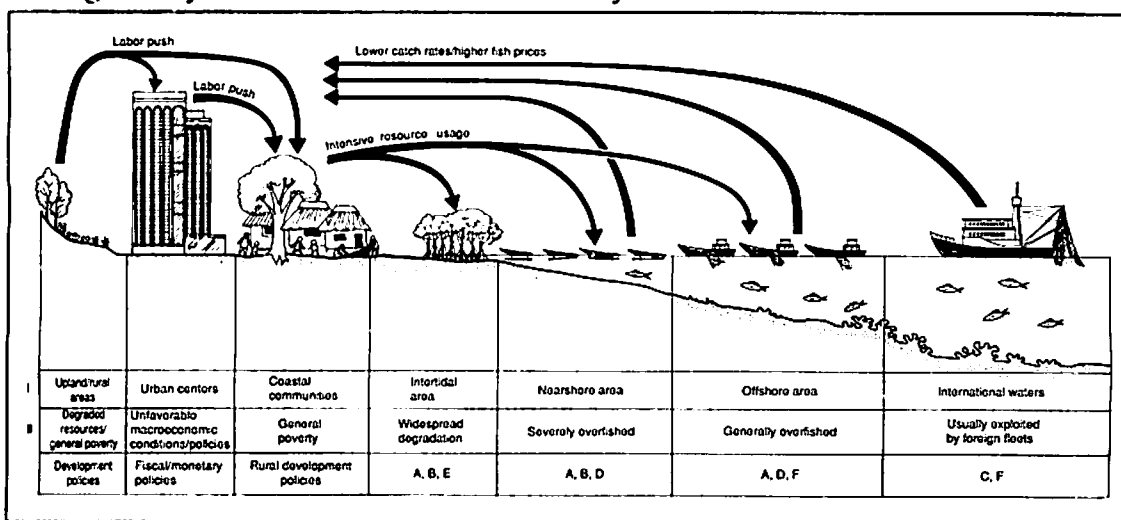 Labor push
Lower catch rates/higher fish prices
Labor push
Intensive resource usage
I
Upland/rural
areas
Urban centers
Coastal
communities
Intertidal
area
Nearshore area
Offshore area
International waters
II
Degraded
resources/
general poverty
Unfavorable
macroeconomic
conditions/policies
General
poverty
Widespread
degradation
Severely overfished
Generally overfished
Usually exploited
by foreign fleets
Development
policies
Fiscal/monetary
policies
Rural development
policies
A, B, E
A, B, D
A, D, F
C, F